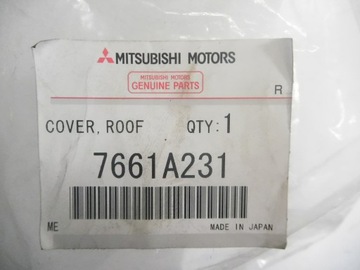 MITSUBISHI MOTORS
MITSUBISHI MOTORS
GENUINE PARTS
R
COVER, ROOF QTY: 1
7661A231
ME MADE IN JAPAN